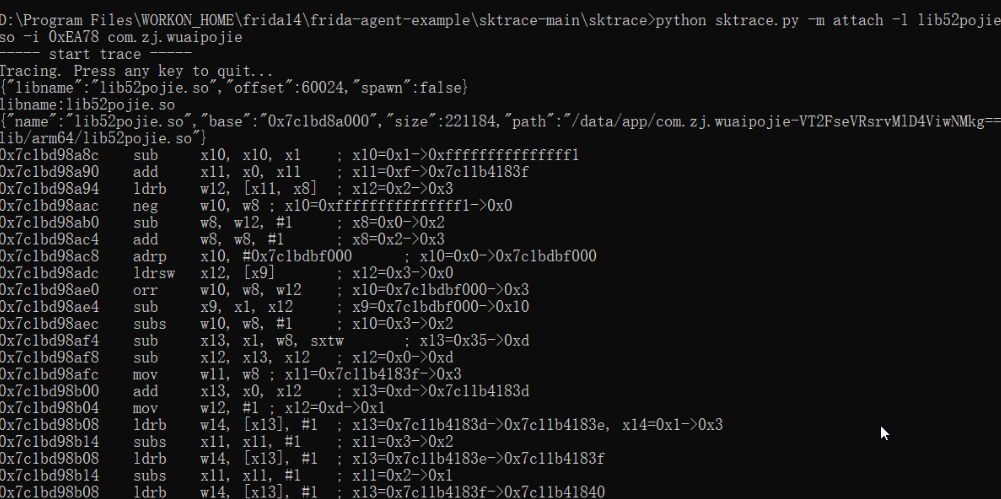 D:\Program Files\WORKON_HOME\frida14\frida-agent-example\sktrace-main\sktrace>python sktrace.py -m attach -l lib52pojie
so -i 0xEA78 com.zj.wuaipojie
----- start trace -----
Tracing. Press any key to quit...
{"libname":"lib52pojie.so","offset":60024,"spawn":false}
libname:lib52pojie.so
{"name":"lib52pojie.so","base":"0x7c1bd8a000","size":221184,"path":"/data/app/com.zj.wuaipojie-VT2FseVRsrvMlD4ViwNMkg==
lib/arm64/lib52pojie.so"}
0x7c1bd98a8c sub x10, x10, x1 ; x10=0x1->0xfffffffffffffff1
0x7c1bd98a90 add x11, x0, x11 ; x11=0xf->0x7c11b4183f
0x7c1bd98a94 ldrb w12, [x11, x8] ; x12=0x2->0x3
0x7c1bd98aac neg w10, w8 ; x10=0xfffffffffffffff1->0x0
0x7c1bd98ab0 sub w8, w12, #1 ; x8=0x0->0x2
0x7c1bd98ac4 add w8, w8, #1 ; x8=0x2->0x3
0x7c1bd98ac8 adrp x10, #0x7c1bdbf000 ; x10=0x0->0x7c1bdbf000
0x7c1bd98adc ldrsw x12, [x9] ; x12=0x3->0x0
0x7c1bd98ae0 orr w10, w8, w12 ; x10=0x7c1bdbf000->0x3
0x7c1bd98ae4 sub x9, x1, x12 ; x9=0x7c1bdbf000->0x10
0x7c1bd98aec subs w10, w8, #1 ; x10=0x3->0x2
0x7c1bd98af4 sub x13, x1, w8, sxtw ; x13=0x35->0xd
0x7c1bd98af8 sub x12, x13, x12 ; x12=0x0->0xd
0x7c1bd98afc mov w11, w8 ; x11=0x7c11b4183f->0x3
0x7c1bd98b00 add x13, x0, x12 ; x13=0xd->0x7c11b4183d
0x7c1bd98b04 mov w12, #1 ; x12=0xd->0x1
0x7c1bd98b08 ldrb w14, [x13], #1 ; x13=0x7c11b4183d->0x7c11b4183e, x14=0x1->0x3
0x7c1bd98b14 subs x11, x11, #1 ; x11=0x3->0x2
0x7c1bd98b08 ldrb w14, [x13], #1 ; x13=0x7c11b4183e->0x7c11b4183f
0x7c1bd98b14 subs x11, x11, #1 ; x11=0x2->0x1
0x7c1bd98b08 ldrb w14, [x13], #1 ; x13=0x7c11b4183f->0x7c11b41840